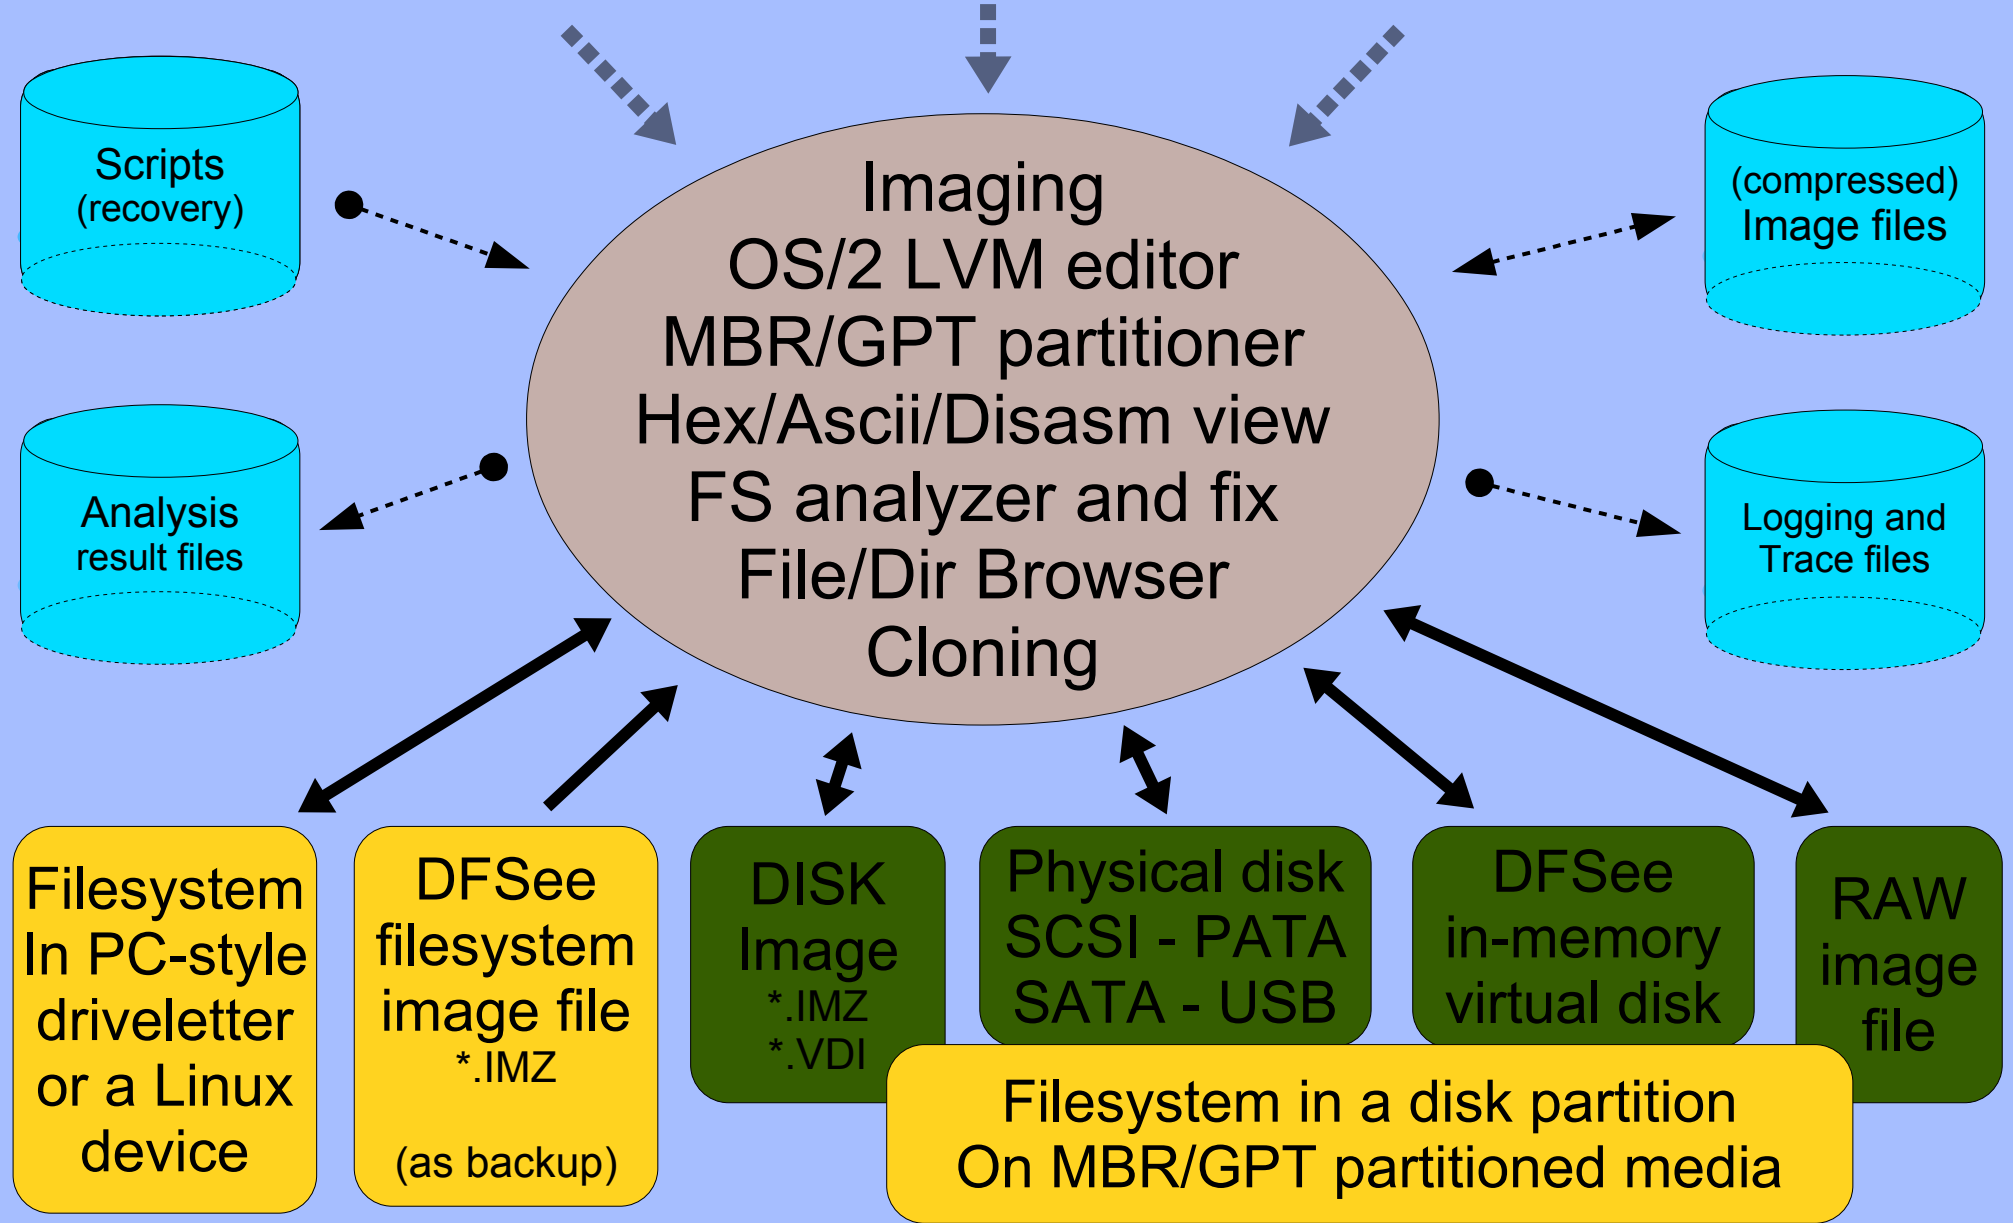 Scripts
(recovery)
Analysis
result files
Imaging
OS/2 LVM editor
MBR/GPT partitioner
Hex/Ascii/Disasm view
FS analyzer and fix
File/Dir Browser
Cloning
(compressed)
Image files
Logging and
Trace files
Filesystem
In PC-style
driveletter
or a Linux
device
DFSee
filesystem
image file
*.IMZ
(as backup)
DISK
Image
*.IMZ
*.VDI
Physical disk
SCSI - PATA
SATA - USB
DFSee
in-memory
virtual disk
RAW
image
file
Filesystem in a disk partition
On MBR/GPT partitioned media